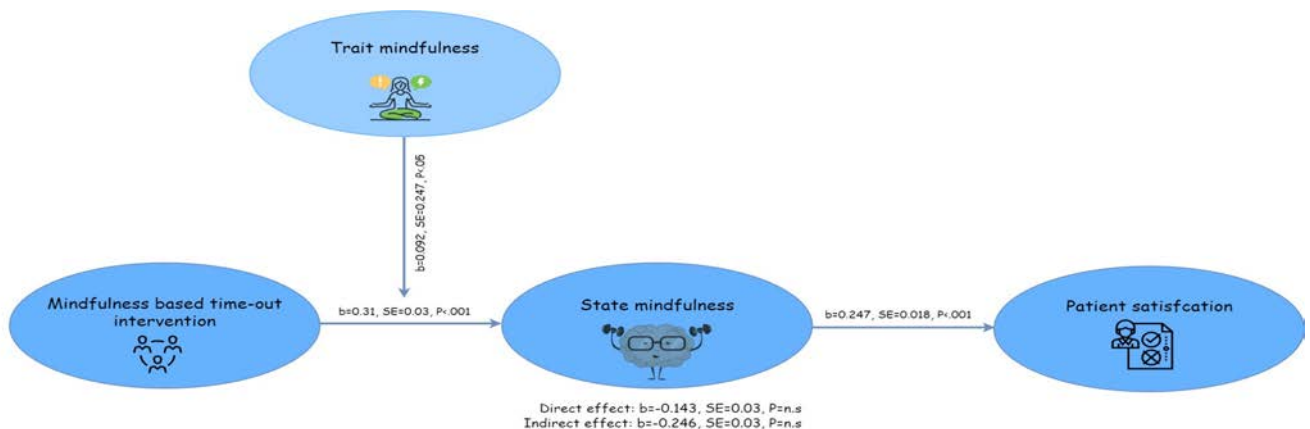 Trait mindfulness
b=0.092, SE=0.247, P<.05
Mindfulness based time-out
intervention
b=0.31, SE=0.03, P<.001
State mindfulness
b=0.247, SE=0.018, P<.001
Patient satisfcation
Direct effect: b=-0.143, SE=0.03, P=n.s
Indirect effect: b=-0.246, SE=0.03, P=n.s